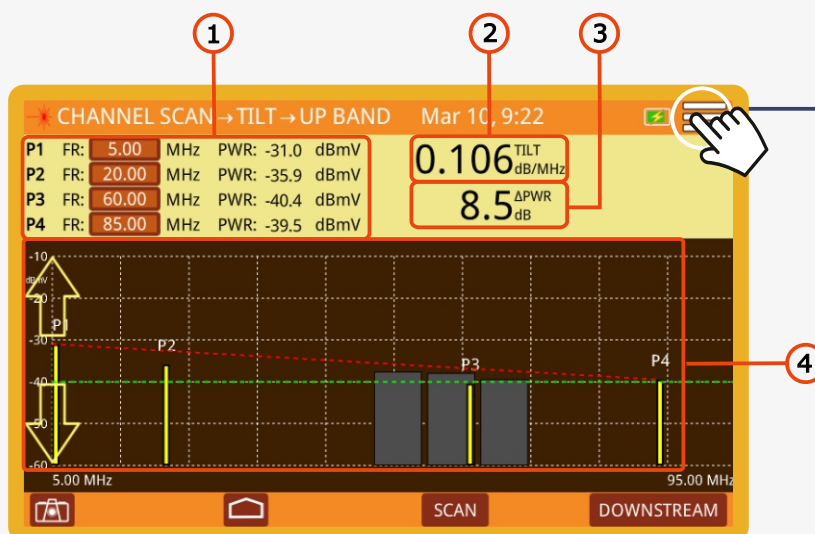 1
2
3
CHANNEL SCAN→TILT→UP BAND Mar 10, 9:22
P1 FR: 5.00 MHz PWR: -31.0 dBmV
P2 FR: 20.00 MHz PWR: -35.9 dBmV
P3 FR: 60.00 MHz PWR: -40.4 dBmV
P4 FR: 85.00 MHz PWR: -39.5 dBmV
0.106 TILT dB/MHz
8.5 ΔPWR dB
-10
dBmV
-20
P1
-30
P2
P3
P4
4
-40
-50
-60
5.00 MHz 95.00 MHz
SCAN DOWNSTREAM